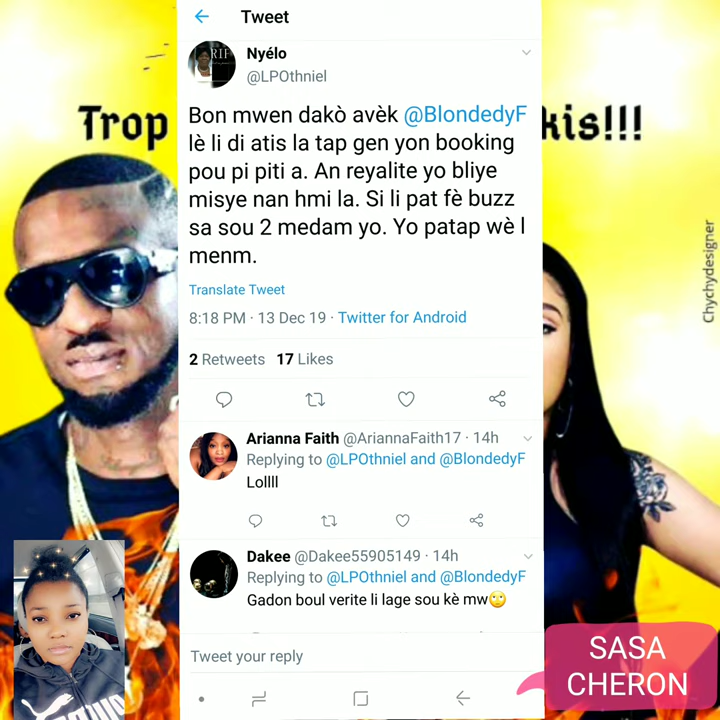 Tweet
Trop
kis!!!
RIF
Nyélo
@LPOthniel
Bon mwen dakò avèk @BlondedyF
lè li di atis la tap gen yon booking
pou pi piti a. An reyalite yo bliye
misye nan hmi la. Si li pat fè buzz
sa sou 2 medam yo. Yo patap wè l
menm.
Translate Tweet
8:18 PM · 13 Dec 19 · Twitter for Android
2 Retweets 17 Likes
Arianna Faith @AriannaFaith17 · 14h
Replying to @LPOthniel and @BlondedyF
Lollll
Dakee @Dakee55905149 · 14h
Replying to @LPOthniel and @BlondedyF
Gadon boul verite li lage sou kè mw🙄
Tweet your reply
Chychydesigner
SASA
CHERON